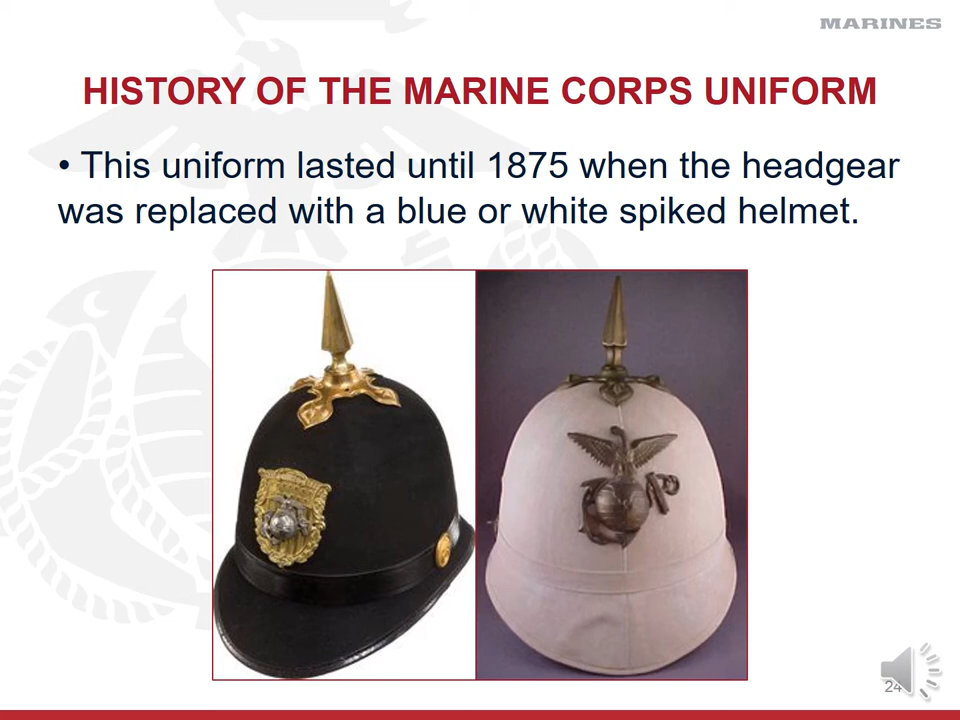 MARINES
HISTORY OF THE MARINE CORPS UNIFORM
• This uniform lasted until 1875 when the headgear
was replaced with a blue or white spiked helmet.
24